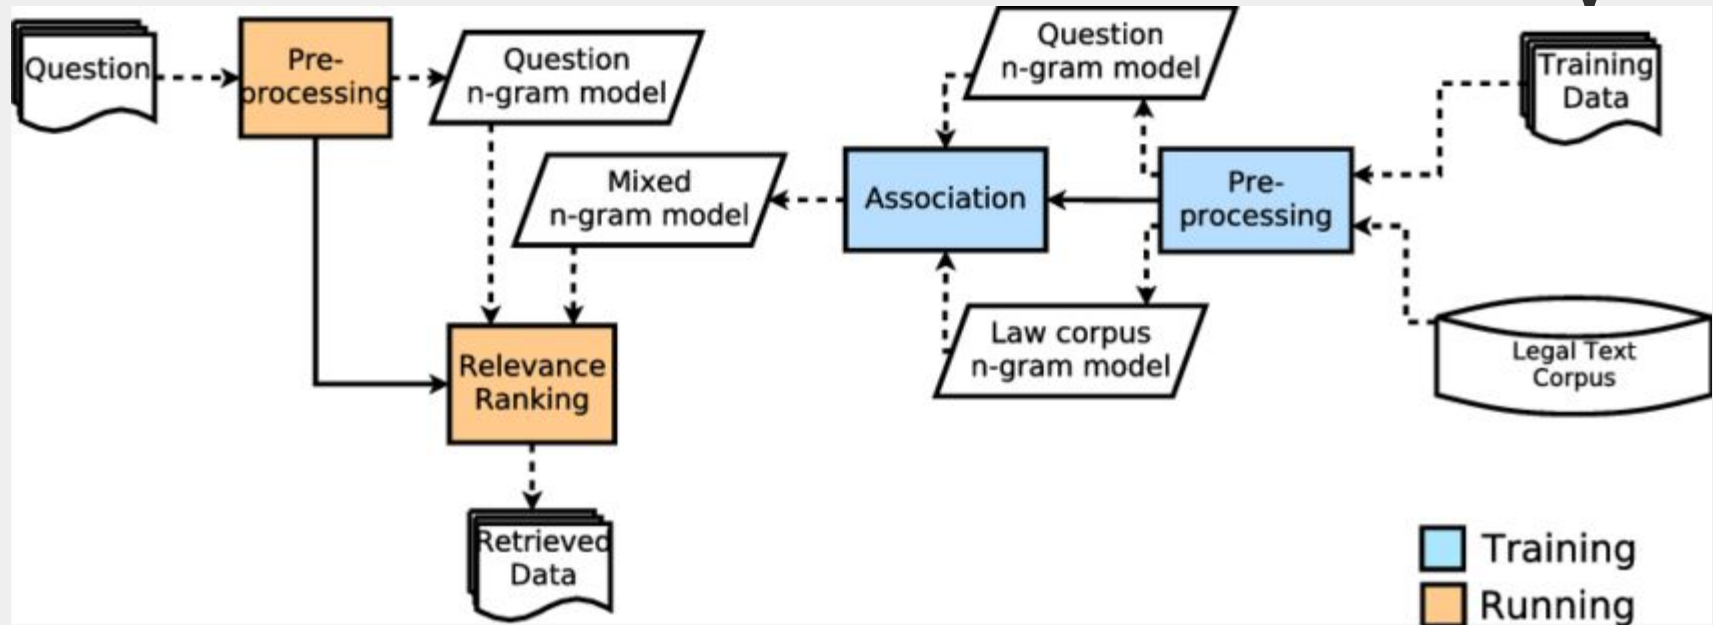 Question
Pre-
processing
Question
n-gram model
Mixed
n-gram model
Relevance
Ranking
Retrieved
Data
Question
n-gram model
Association
Pre-
processing
Law corpus
n-gram model
Training
Data
Legal Text
Corpus
Training
Running